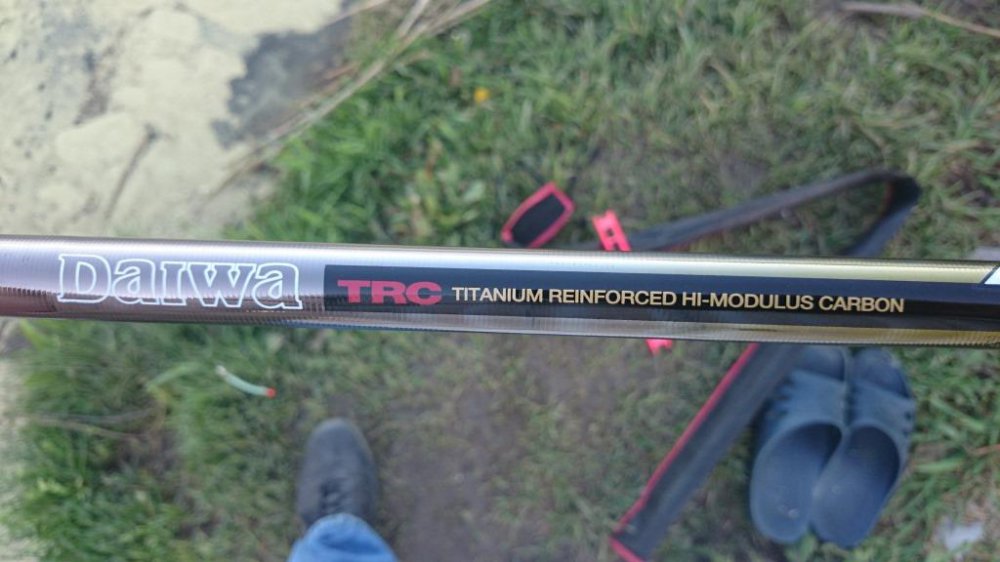 Daiwa TRC TITANIUM REINFORCED HI-MODULUS CARBON